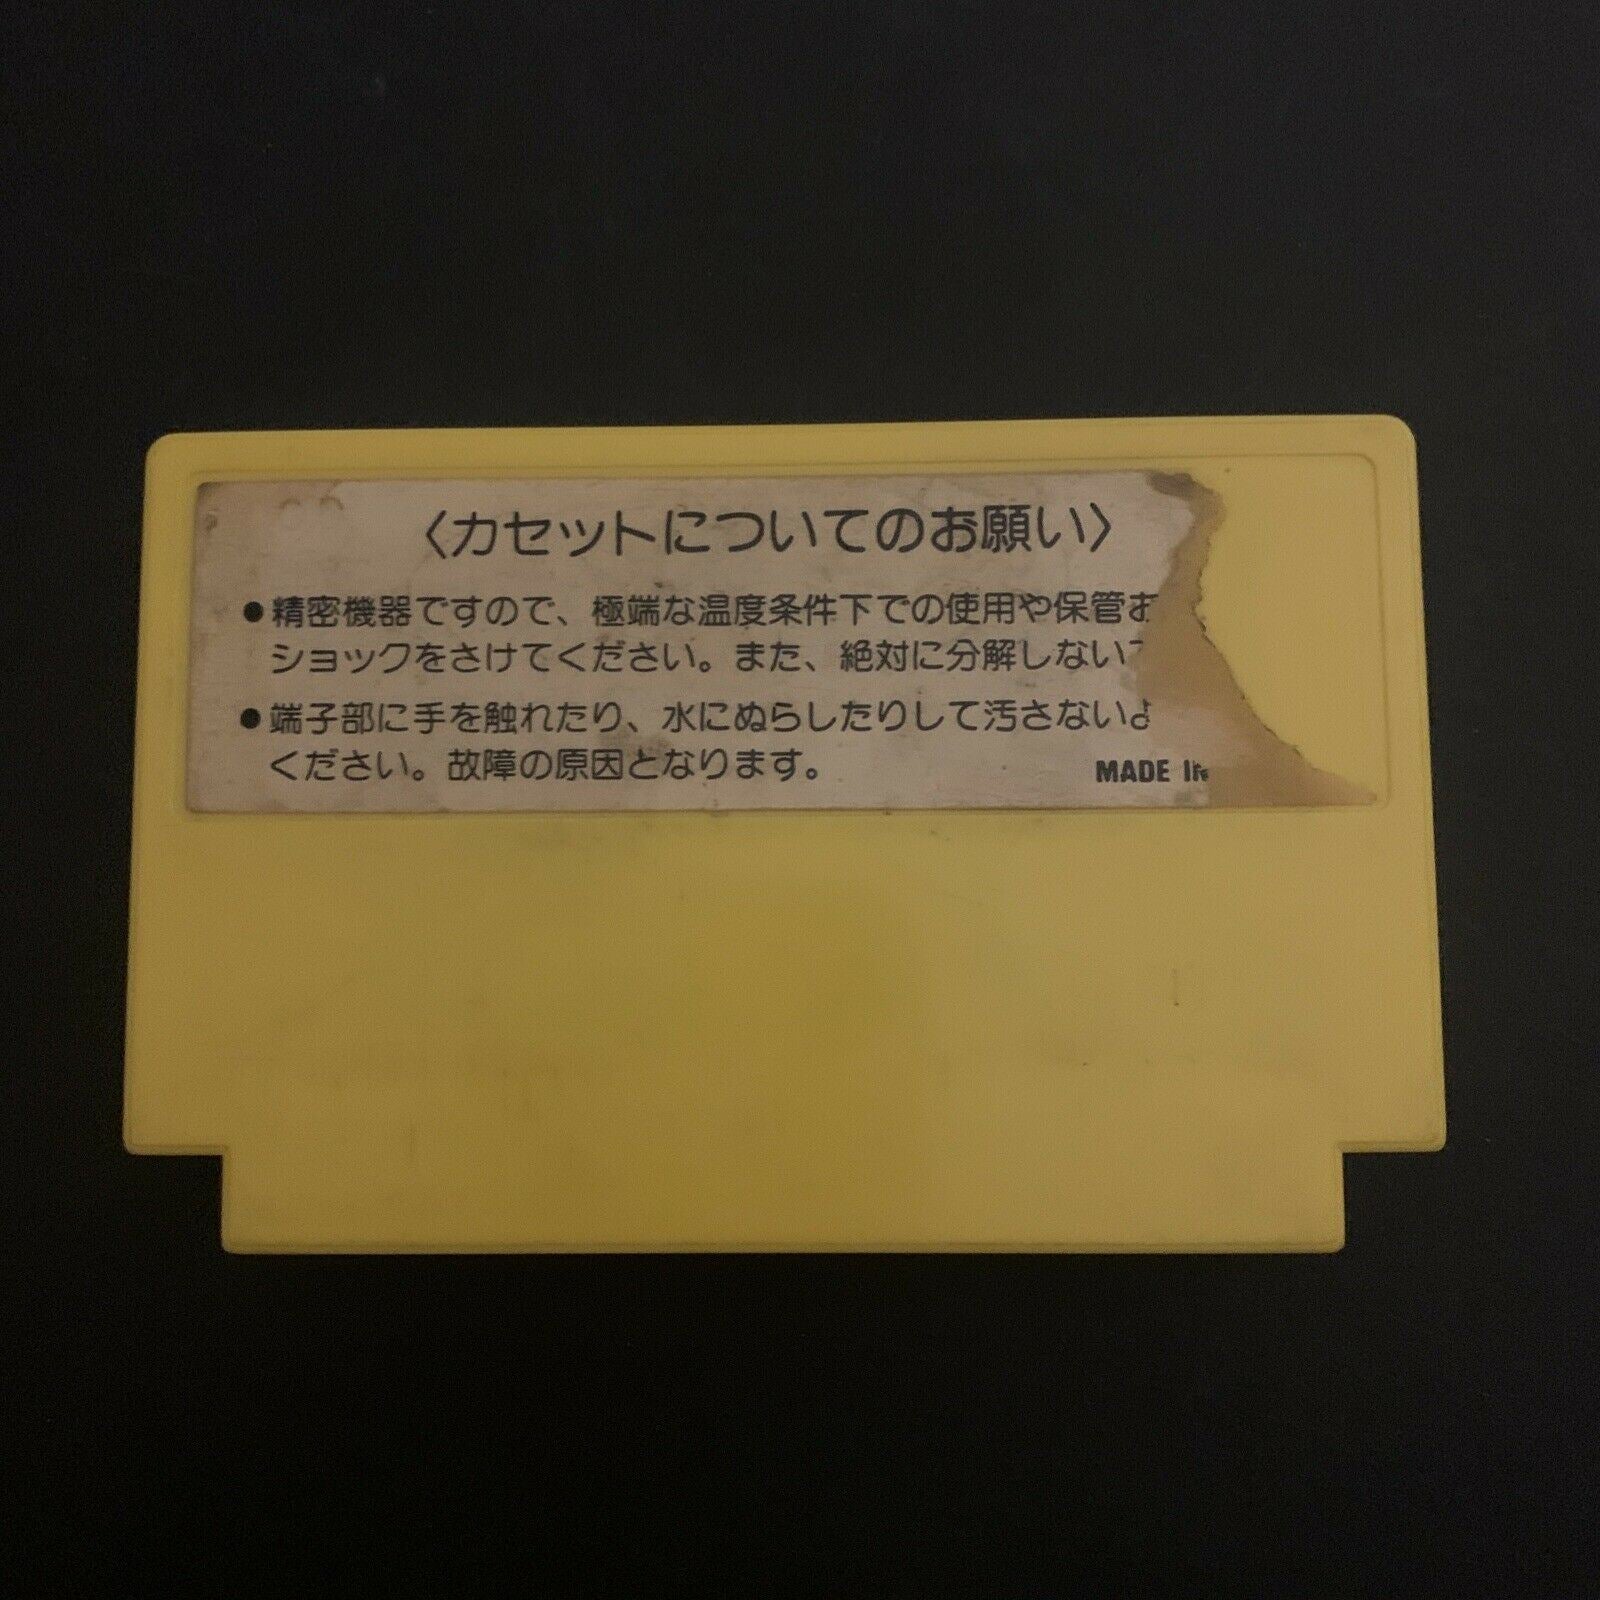 〈カセットについてのお願い〉
●精密機器ですので、極端な温度条件下での使用や保管お
ショックをさけてください。また、絶対に分解しない
●端子部に手を触れたり、水にぬらしたりして汚さないよ
ください。故障の原因となります。
MADE IN